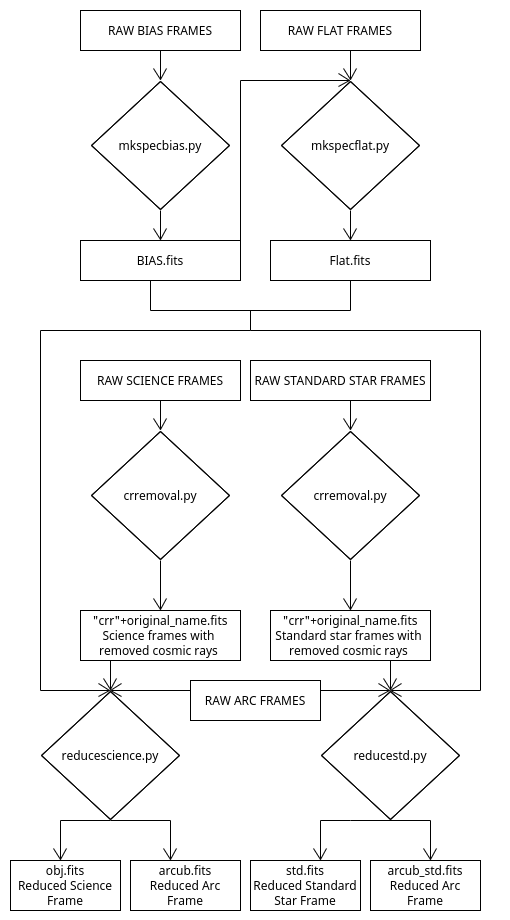 RAW BIAS FRAMES
RAW FLAT FRAMES
mkspecbias.py
mkspecflat.py
BIAS.fits
Flat.fits
RAW SCIENCE FRAMES
RAW STANDARD STAR FRAMES
crremoval.py
crremoval.py
"crr"+original_name.fits
Science frames with
removed cosmic rays
"crr"+original_name.fits
Standard star frames with
removed cosmic rays
RAW ARC FRAMES
reducescience.py
reducestd.py
obj.fits
Reduced Science
Frame
arcub.fits
Reduced Arc
Frame
std.fits
Reduced Standard
Star Frame
arcub_std.fits
Reduced Arc
Frame